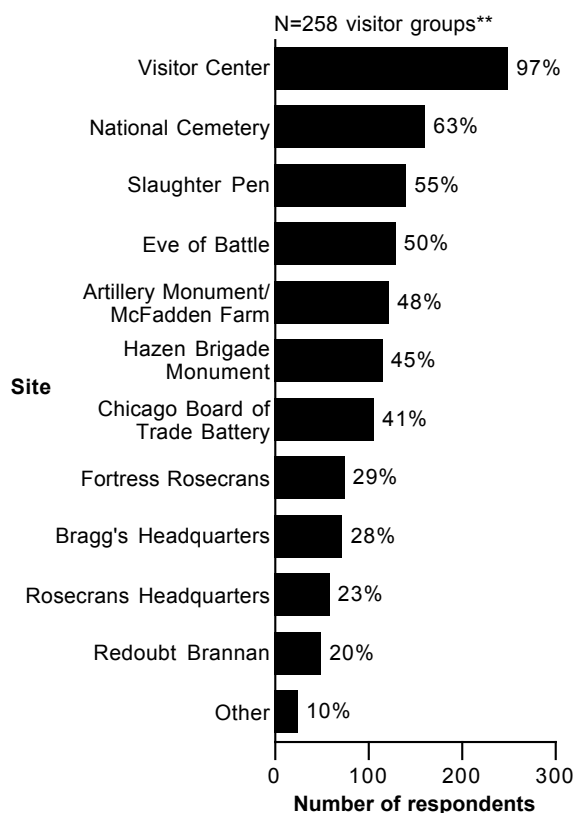 N=258 visitor groups**
Visitor Center
97%
National Cemetery
63%
Slaughter Pen
55%
Eve of Battle
50%
Artillery Monument/
McFadden Farm
48%
Hazen Brigade
Monument
45%
Site
Chicago Board of
Trade Battery
41%
Fortress Rosecrans
29%
Bragg's Headquarters
28%
Rosecrans Headquarters
23%
Redoubt Brannan
20%
Other
10%
0 100 200 300
Number of respondents